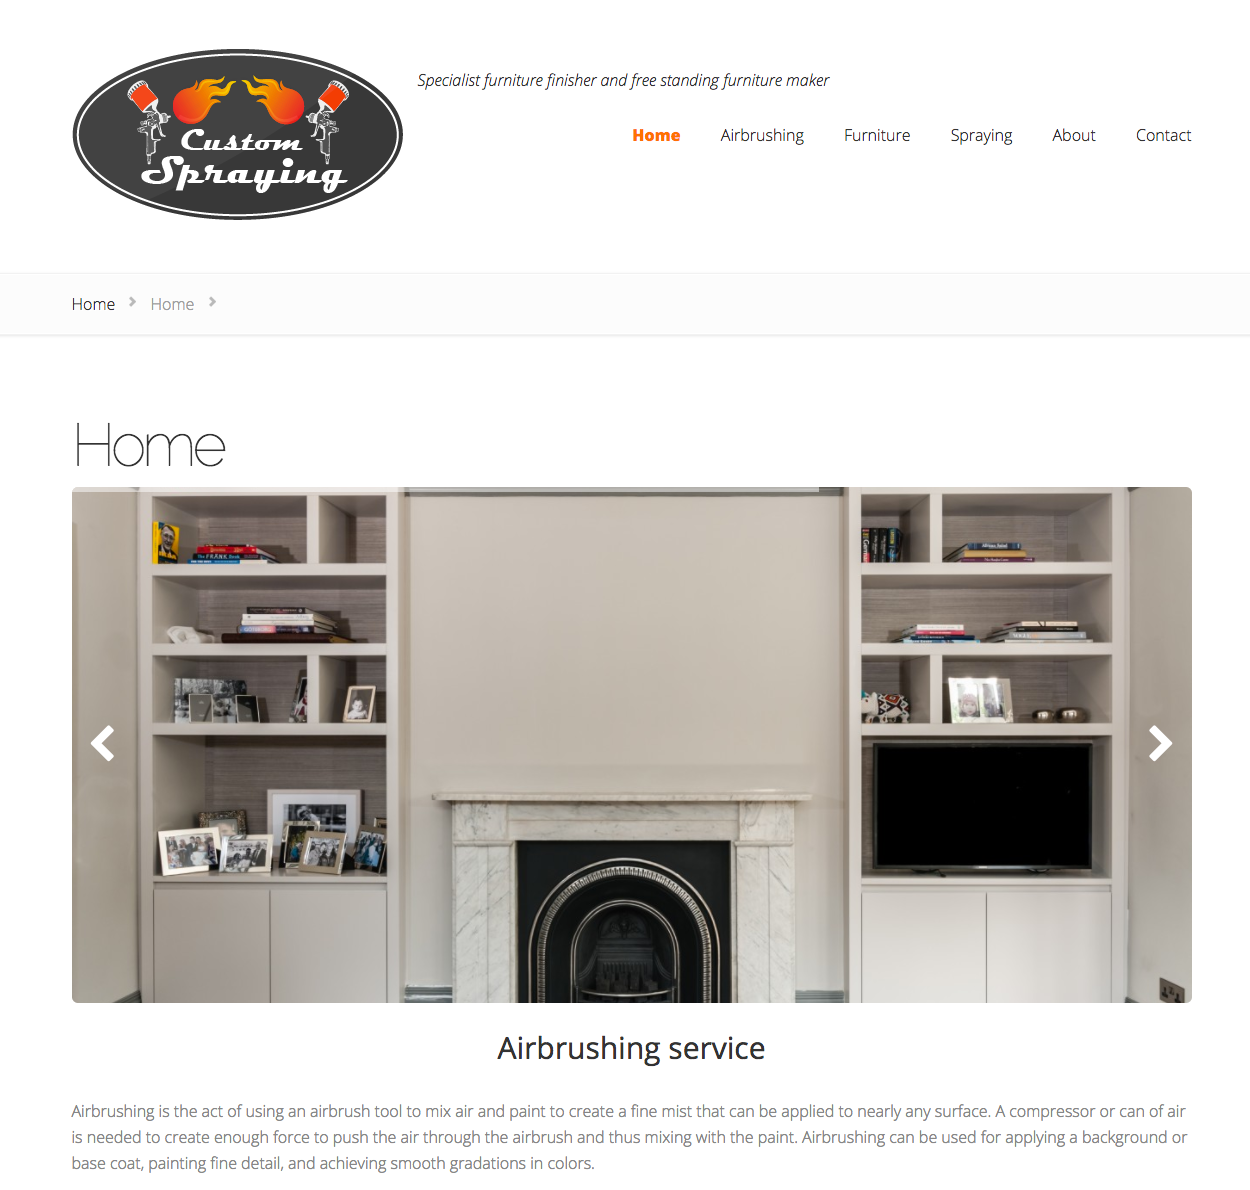 Custom
Spraying
Specialist furniture finisher and free standing furniture maker
Home Airbrushing Furniture Spraying About Contact
Home Home
Home
The FRANK Book
VOGUE
Airbrushing service
Airbrushing is the act of using an airbrush tool to mix air and paint to create a fine mist that can be applied to nearly any surface. A compressor or can of air
is needed to create enough force to push the air through the airbrush and thus mixing with the paint. Airbrushing can be used for applying a background or
base coat, painting fine detail, and achieving smooth gradations in colors.